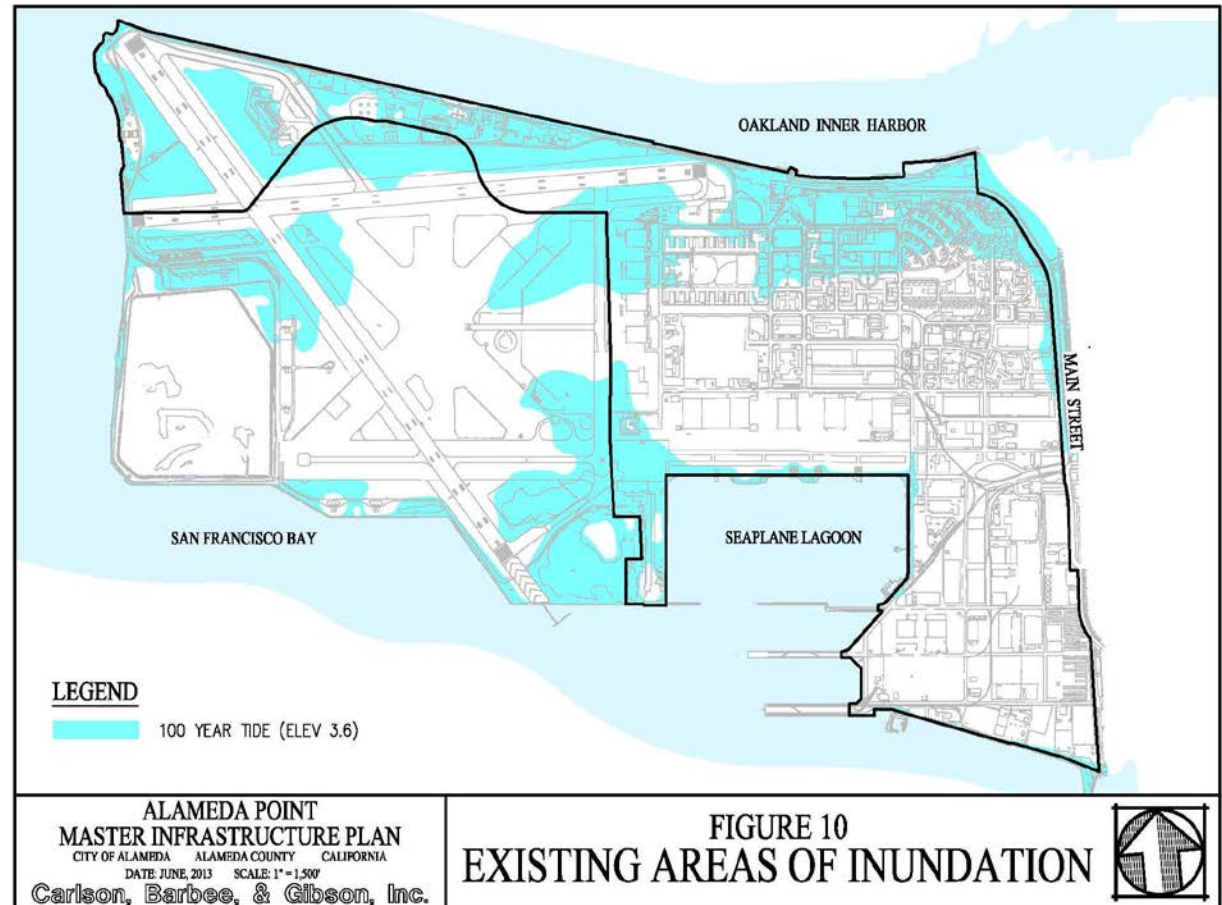 OAKLAND INNER HARBOR
MAIN STREET
SAN FRANCISCO BAY
SEAPLANE LAGOON
LEGEND
100 YEAR TIDE (ELEV 3.6)
ALAMEDA POINT
MASTER INFRASTRUCTURE PLAN
CITY OF ALAMEDA ALAMEDA COUNTY CALIFORNIA
DATE: JUNE, 2013 SCALE: 1" = 1,500'
Carlson, Barbee, & Gibson, Inc.
FIGURE 10
EXISTING AREAS OF INUNDATION